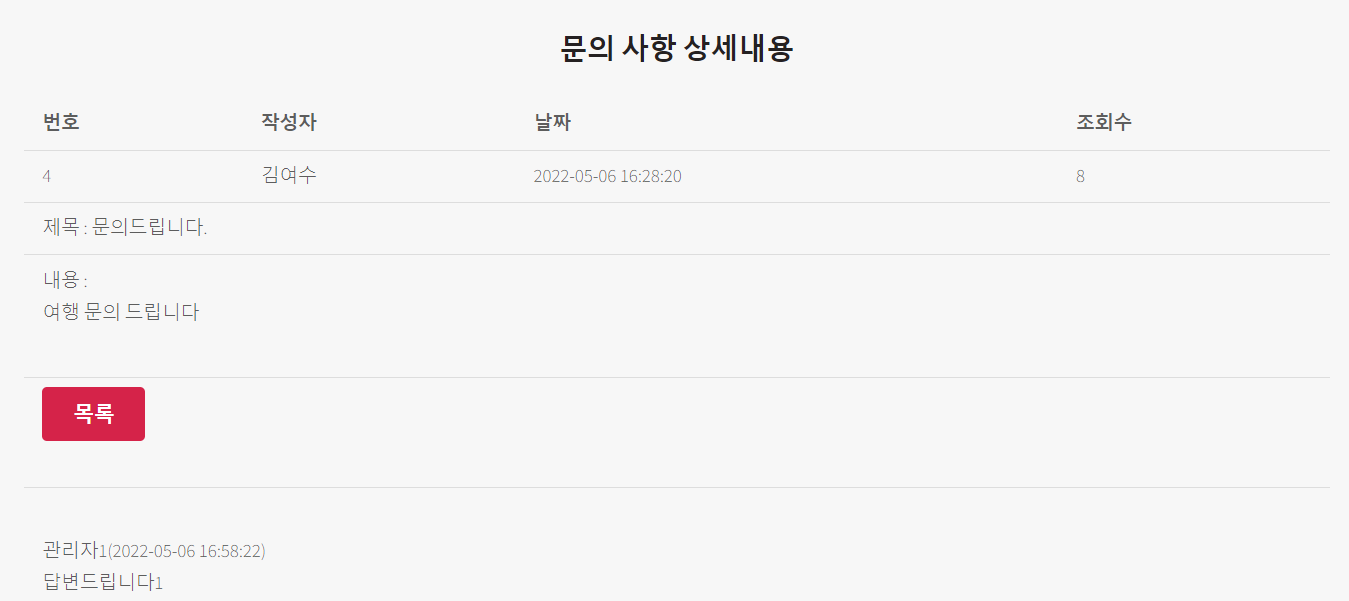 문의 사항 상세내용
번호 작성자 날짜 조회수
4 김여수 2022-05-06 16:28:20 8
제목 : 문의드립니다.
내용 :
여행 문의 드립니다
목록
관리자1(2022-05-06 16:58:22)
답변드립니다1